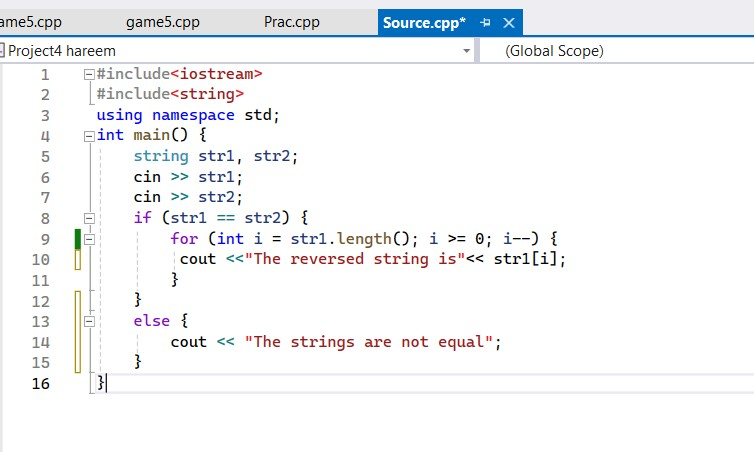 ame5.cpp game5.cpp Prac.cpp Source.cpp*
Project4 hareem (Global Scope)
1 #include<iostream>
2 #include<string>
3 using namespace std;
4 int main() {
5 string str1, str2;
6 cin >> str1;
7 cin >> str2;
8 if (str1 == str2) {
9 for (int i = str1.length(); i >= 0; i--) {
10 cout <<"The reversed string is"<< str1[i];
11 }
12 }
13 else {
14 cout << "The strings are not equal";
15 }
16 }